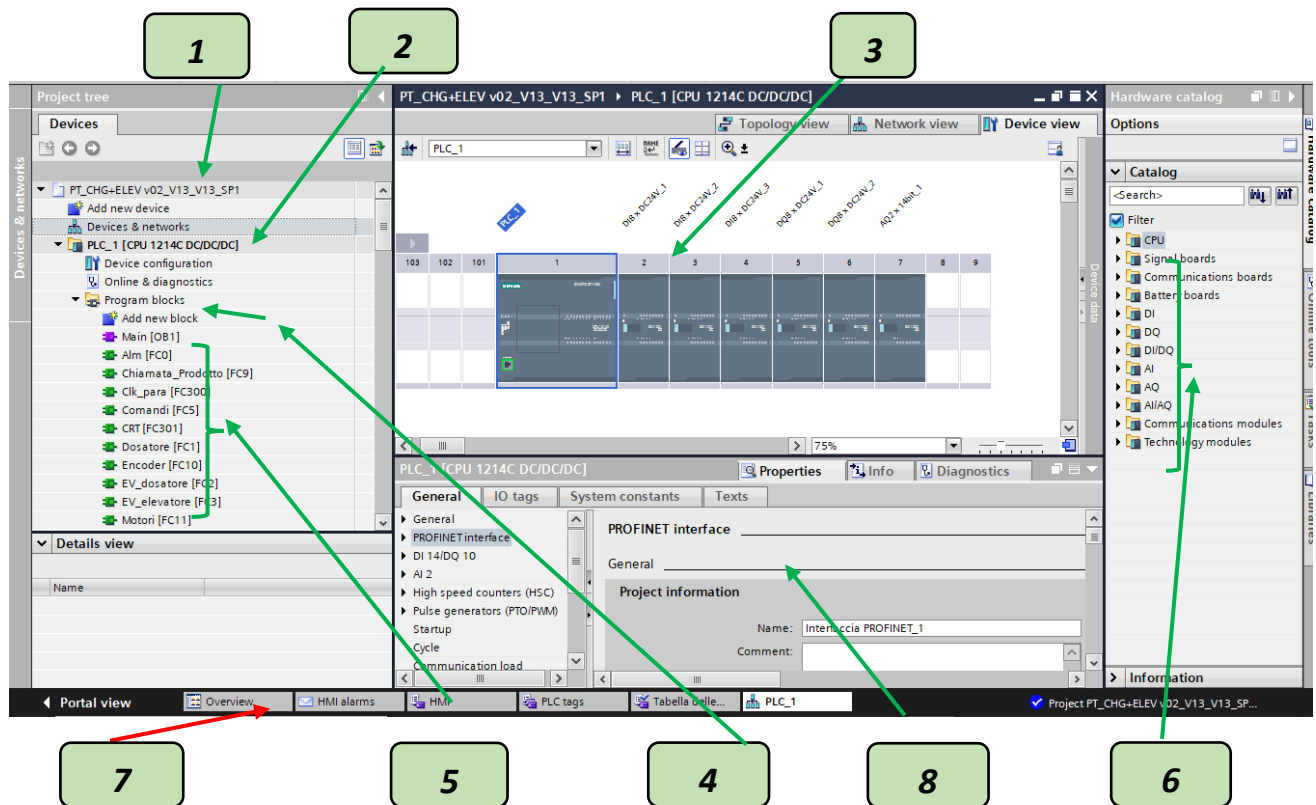 1
2
3
Project tree
Devices
Devices & networks
PT_CHG+ELEV v02_V13_V13_SP1
Add new device
Devices & networks
PLC_1 [CPU 1214C DC/DC/DC]
Device configuration
Online & diagnostics
Program blocks
Add new block
Main [OB1]
Alm [FC0]
Chiamata_Prodotto [FC9]
Clk_para [FC300]
Comandi [FC5]
CRT [FC301]
Dosatore [FC1]
Encoder [FC10]
EV_dosatore [FC2]
EV_elevatore [FC3]
Motori [FC11]
Details view
Name
PT_CHG+ELEV v02_V13_V13_SP1 PLC_1 [CPU 1214C DC/DC/DC]
Topology view Network view Device view
PLC_1
PLC_1
DI8 x DC24V_1
DI8 x DC24V_2
DI8 x DC24V_3
DQ8 x DC24V_1
DQ8 x DC24V_2
AQ2 x 14bit_1
103 102 101 1 2 3 4 5 6 7 8 9
Device data
75%
PLC_1 [CPU 1214C DC/DC/DC]
Properties Info Diagnostics
General IO tags System constants Texts
General
PROFINET interface
DI 14/DQ 10
AI 2
High speed counters (HSC)
Pulse generators (PTO/PWM)
Startup
Cycle
Communication load
PROFINET interface
General
Project information
Name: Interfaccia PROFINET_1
Comment:
Hardware catalog
Options
Catalog
<Search>
Filter
CPU
Signal boards
Communications boards
Battery boards
DI
DQ
DI/DQ
AI
AQ
AI/AQ
Communications modules
Technology modules
Information
Hardware catalog
Online tools
Tasks
Libraries
Portal view Overview HMI alarms HMI PLC tags Tabella delle... PLC_1 Project PT_CHG+ELEV v02_V13_V13_SP...
7
5
4
8
6